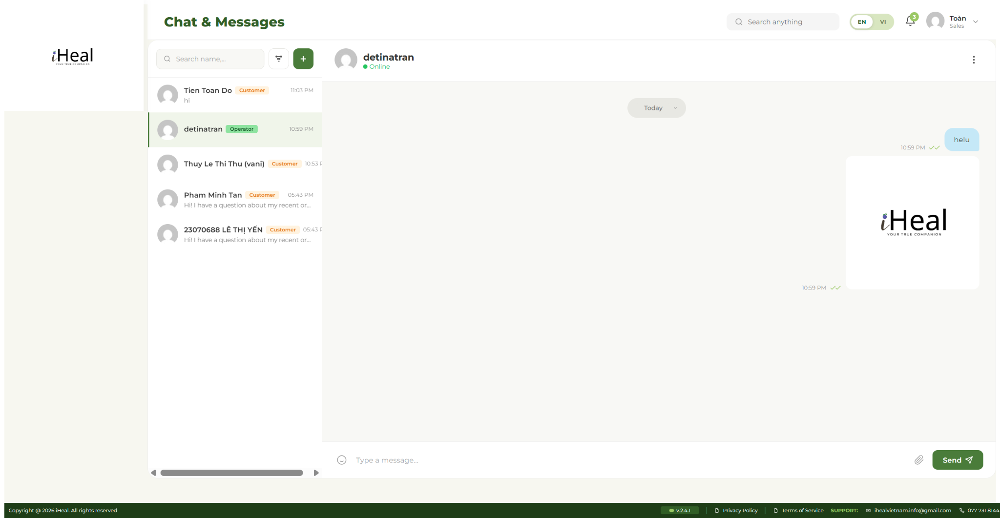 iHeal
YOUR TRUE COMPANION
Chat & Messages
Search anything
EN VI
3
Toàn
Sales
Search name,...
+
Tien Toan Do Customer 11:03 PM
hi
detinatran Operator 10:59 PM
Thuy Le Thi Thu (vani) Customer 10:53
Pham Minh Tan Customer 05:43 PM
Hi! I have a question about my recent or...
23070688 LÊ THỊ YẾN Customer 05:43
Hi! I have a question about my recent or...
detinatran
Online
Today
helu
10:59 PM
iHeal
YOUR TRUE COMPANION
10:59 PM
Type a message...
Send
Copyright @ 2026 iHeal. All rights reserved
v.2.4.1
Privacy Policy
Terms of Service
SUPPORT:
ihealvietnam.info@gmail.com
077 731 8144